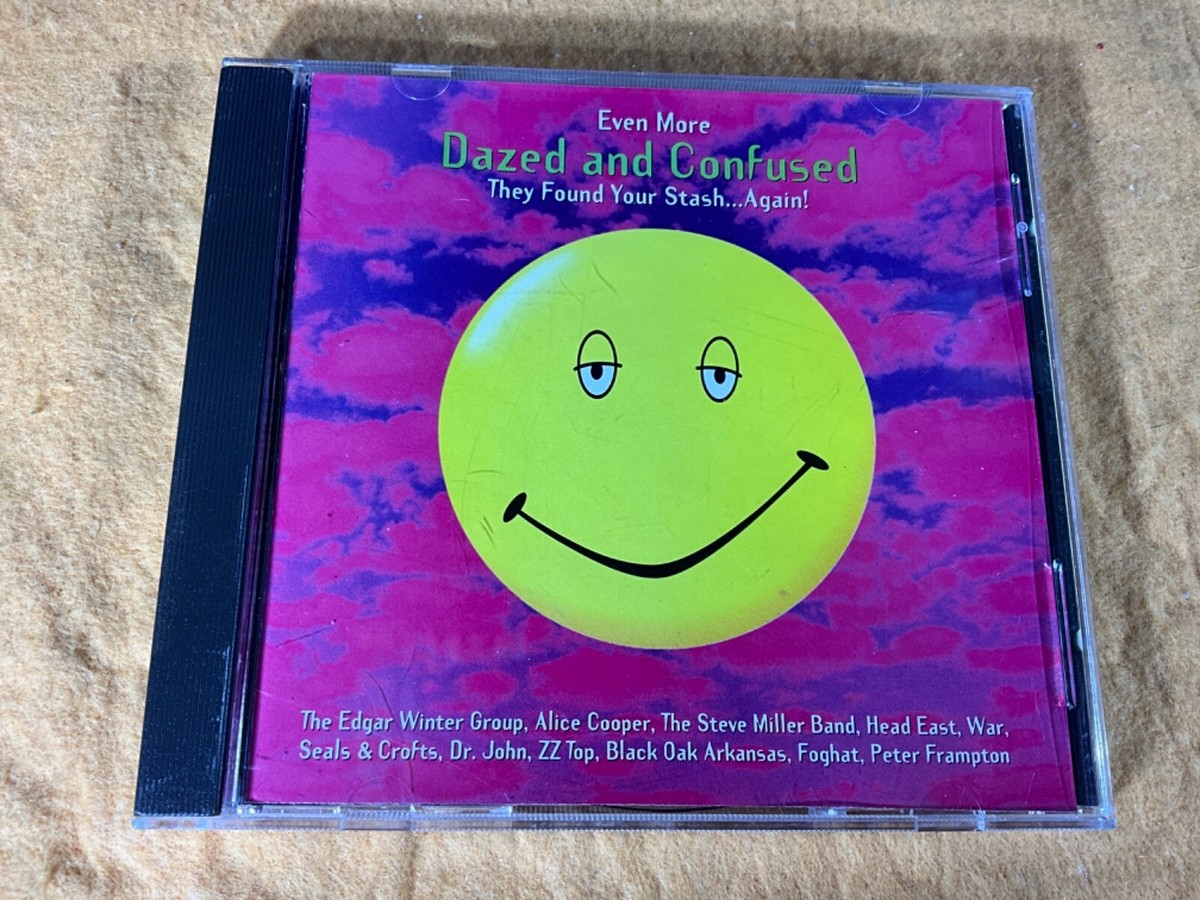 Even More
Dazed and Confused
They Found Your Stash...Again!
The Edgar Winter Group, Alice Cooper, The Steve Miller Band, Head East, War,
Seals & Crofts, Dr. John, ZZ Top, Black Oak Arkansas, Foghat, Peter Frampton